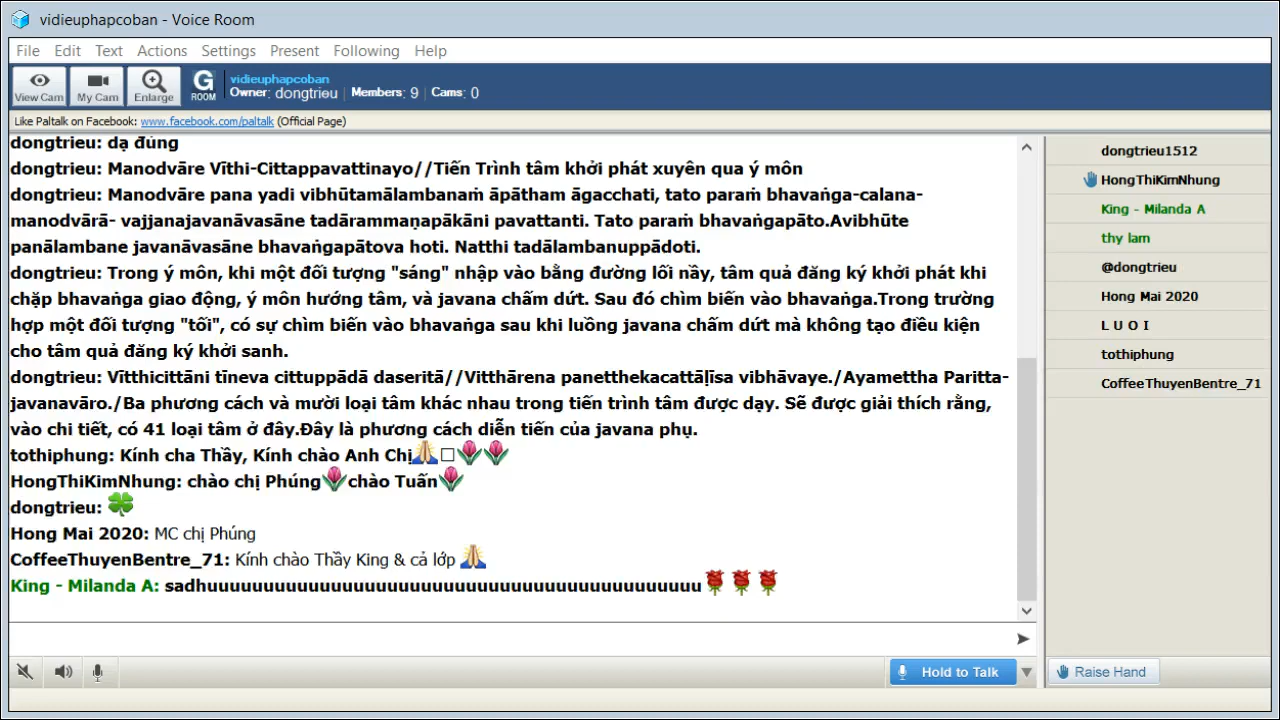 vidieuphapcoban - Voice Room
File Edit Text Actions Settings Present Following Help
View Cam My Cam Enlarge G ROOM vidieuphapcoban
Owner: dongtrieu | Members: 9 | Cams: 0
Like Paltalk on Facebook: www.facebook.com/paltalk (Official Page)
dongtrieu: dạ đúng
dongtrieu: Manodvāre Vīthi-Cittappavattinayo//Tiến Trình tâm khởi phát xuyên qua ý môn
dongtrieu: Manodvāre pana yadi vibhūtamālambanaṁ āpātham āgacchati, tato paraṁ bhavaṅga-calana-
manodvārā- vajjanajavanāvasāne tadārammaṇapākāni pavattanti. Tato paraṁ bhavaṅgapāto.Avibhūte
panālambane javanāvasāne bhavaṅgapātova hoti. Natthi tadālambanuppādoti.
dongtrieu: Trong ý môn, khi một đối tượng "sáng" nhập vào bằng đường lối nầy, tâm quả đăng ký khởi phát khi
chặp bhavaṅga giao động, ý môn hướng tâm, và javana chấm dứt. Sau đó chìm biến vào bhavaṅga.Trong trường
hợp một đối tượng "tối", có sự chìm biến vào bhavaṅga sau khi luồng javana chấm dứt mà không tạo điều kiện
cho tâm quả đăng ký khởi sanh.
dongtrieu: Vītthicittāni tīneva cittuppādā daseritā//Vitthārena panetthekacattāḷīsa vibhāvaye./Ayamettha Paritta-
javanavāro./Ba phương cách và mười loại tâm khác nhau trong tiến trình tâm được dạy. Sẽ được giải thích rằng,
vào chi tiết, có 41 loại tâm ở đây.Đây là phương cách diễn tiến của javana phụ.
tothiphung: Kính cha Thầy, Kính chào Anh Chị🙏□🌷🌷
HongThiKimNhung: chào chị Phúng🌷chào Tuấn🌷
dongtrieu: 🍀
Hong Mai 2020: MC chị Phúng
CoffeeThuyenBentre_71: Kính chào Thầy King & cả lớp 🙏
King - Milanda A: sadhuuuuuuuuuuuuuuuuuuuuuuuuuuuuuuuuuuuuuuuuuuuu🌹🌹🌹
Hold to Talk
dongtrieu1512
HongThiKimNhung
King - Milanda A
thy lam
@dongtrieu
Hong Mai 2020
L U O I
tothiphung
CoffeeThuyenBentre_71
Raise Hand